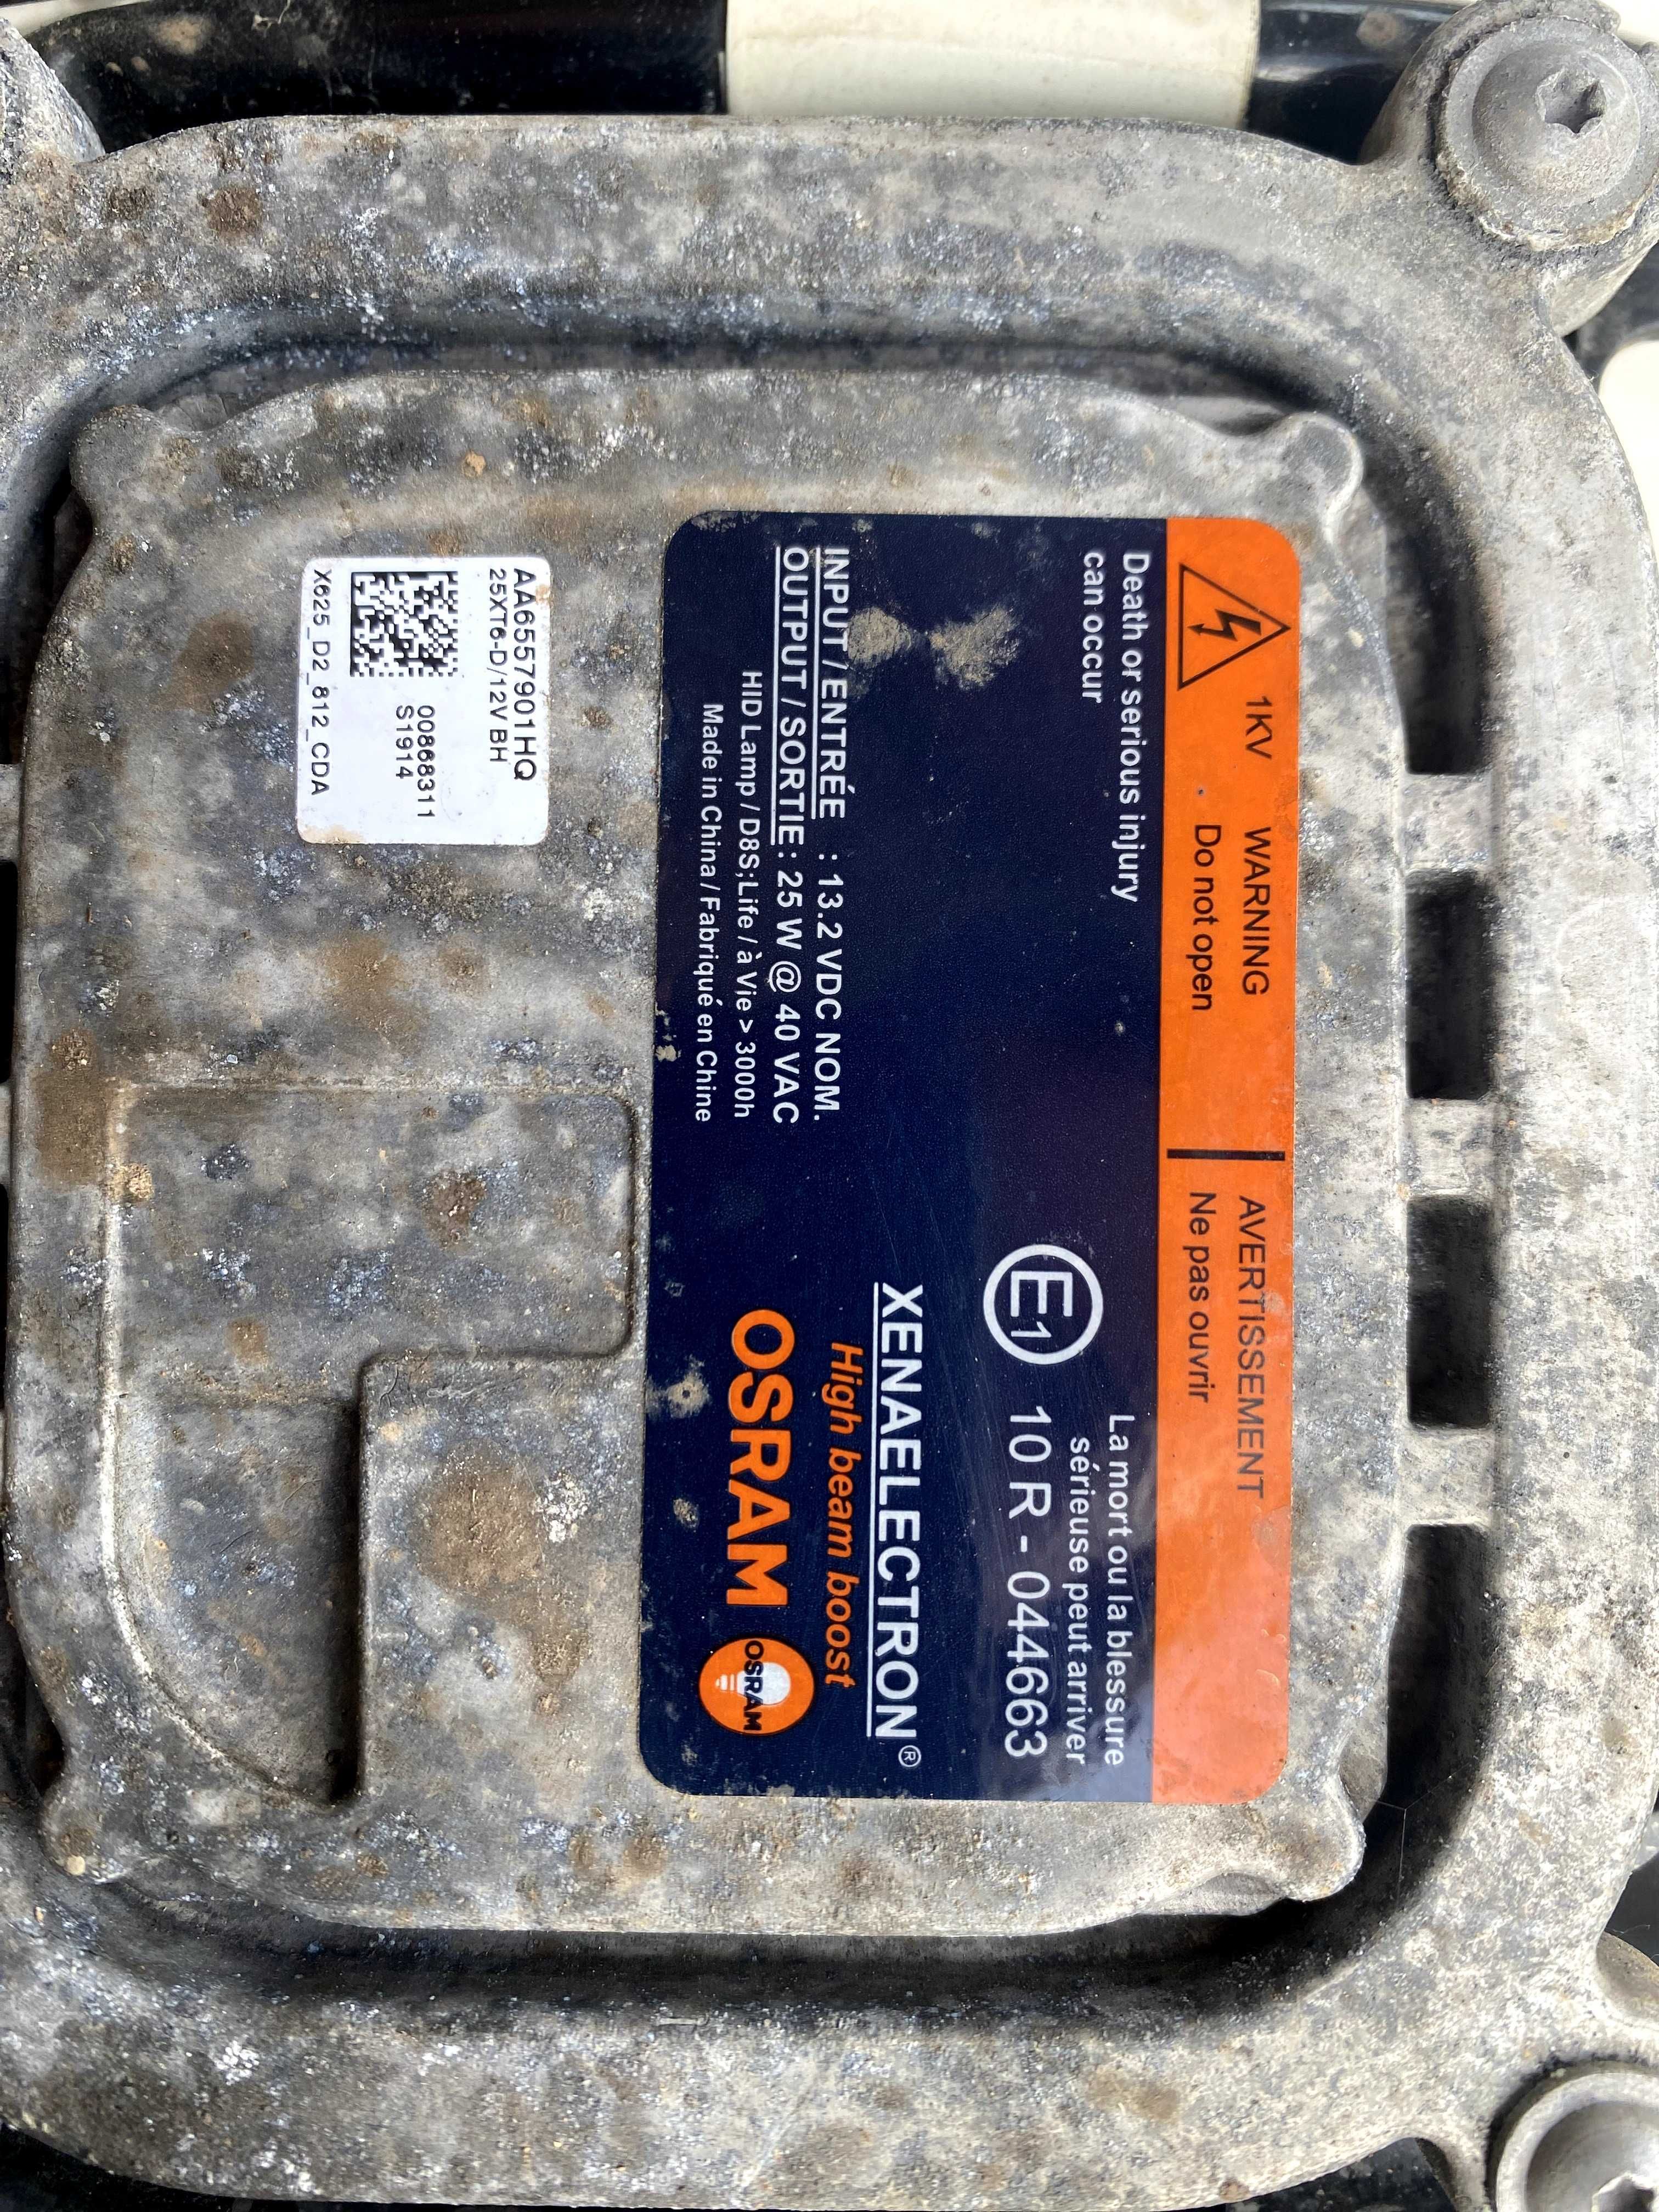 1KV WARNING
Do not open
AVERTISSEMENT
Ne pas ouvrir
Death or serious injury
can occur
La mort ou la blessure
sérieuse peut arriver
E1 10 R - 044663
XENAELECTRON®
High beam boost
OSRAM
OSRAM
INPUT / ENTRÉE : 13.2 VDC NOM.
OUTPUT / SORTIE: 25 W @ 40 VAC
HID Lamp / D8S; Life / à Vie > 3000h
Made in China / Fabriqué en Chine
AA6557901HQ
25XT6-D/12V BH
00868311
S1914
X625_D2_812_CDA